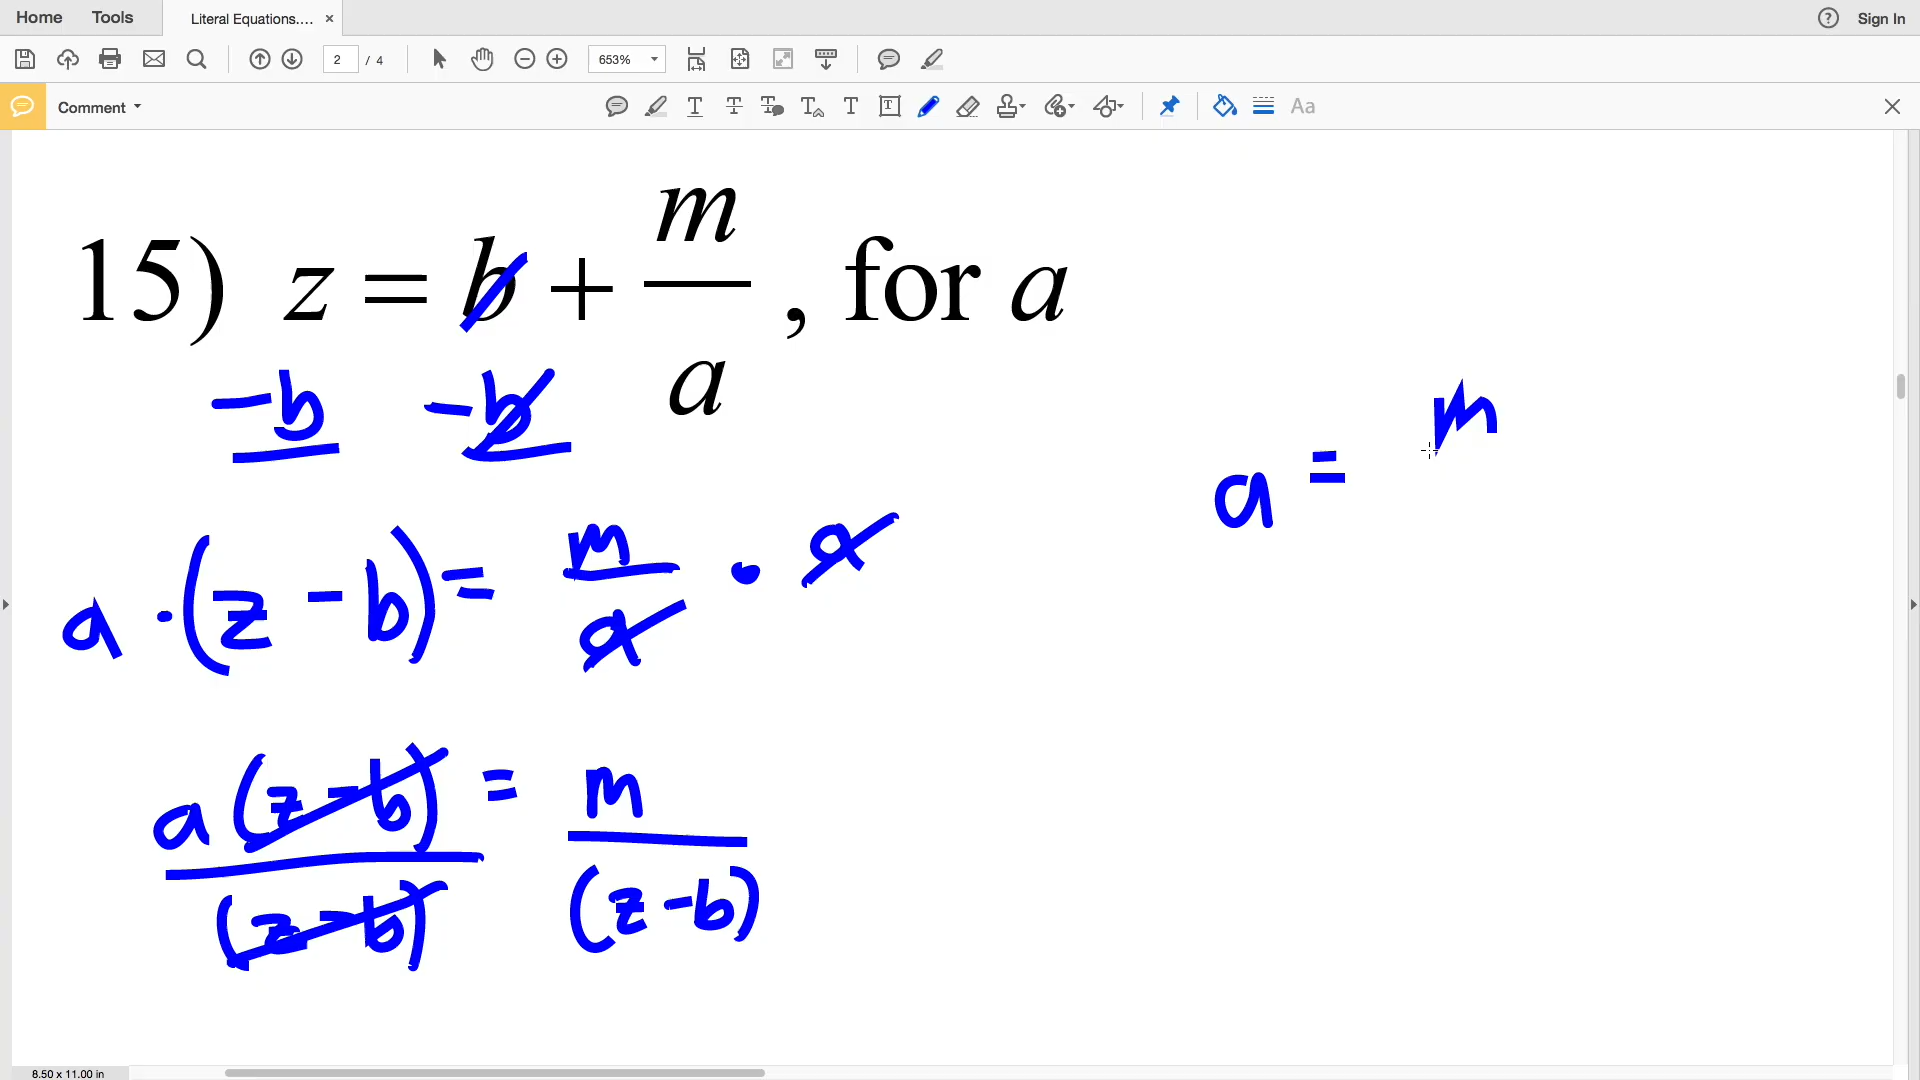 Home Tools Literal Equations.... × ? Sign In
2 / 4 653%
Comment T T T T T T Aa
15) z = b + m/a , for a
-b -b
a = m
a · (z - b) = m/a · a
a(z - b)/(z - b) = m/(z - b)
8.50 x 11.00 in